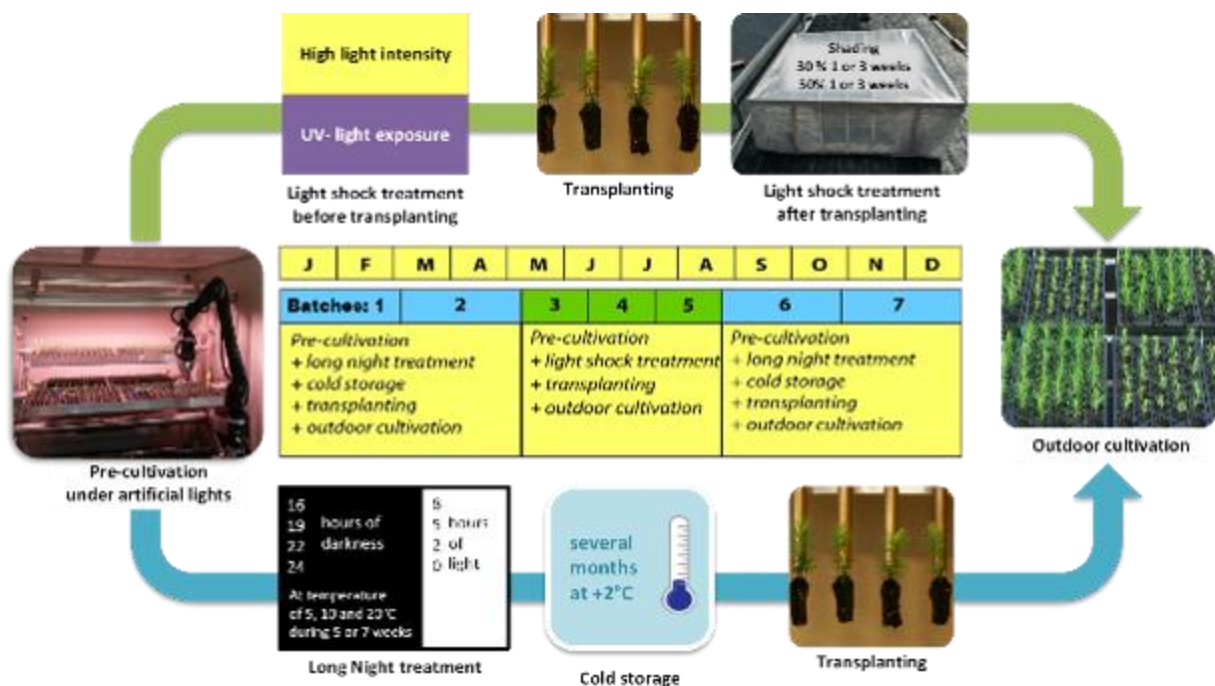 High light intensity
UV- light exposure
Light shock treatment
before transplanting
Transplanting
Shading
30 % 1 or 3 weeks
50% 1 or 3 weeks
Light shock treatment
after transplanting
J F M A M J J A S O N D
Batches: 1 2 3 4 5 6 7
Pre-cultivation
+ long night treatment
+ cold storage
+ transplanting
+ outdoor cultivation
Pre-cultivation
+ light shock treatment
+ transplanting
+ outdoor cultivation
Pre-cultivation
+ long night treatment
+ cold storage
+ transplanting
+ outdoor cultivation
Pre-cultivation
under artificial lights
Outdoor cultivation
16
19 hours of
22 darkness
24
8
5 hours
2 of
0 light
At temperature
of 5, 10 and 20°C
during 5 or 7 weeks
Long Night treatment
several
months
at +2°C
Cold storage
Transplanting